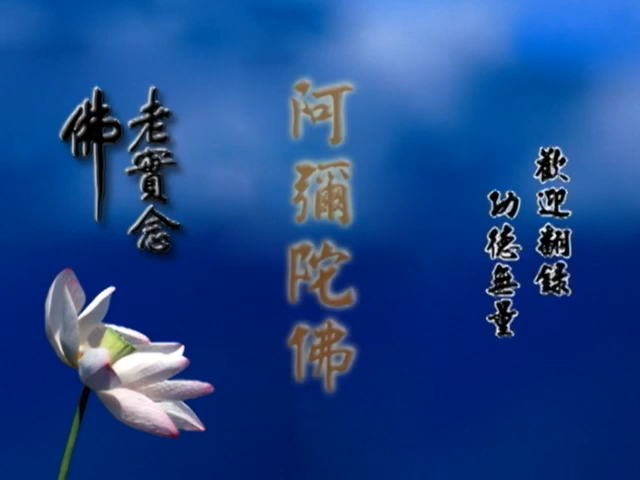 歡迎翻錄
功德無量
阿彌陀佛
老實念
佛